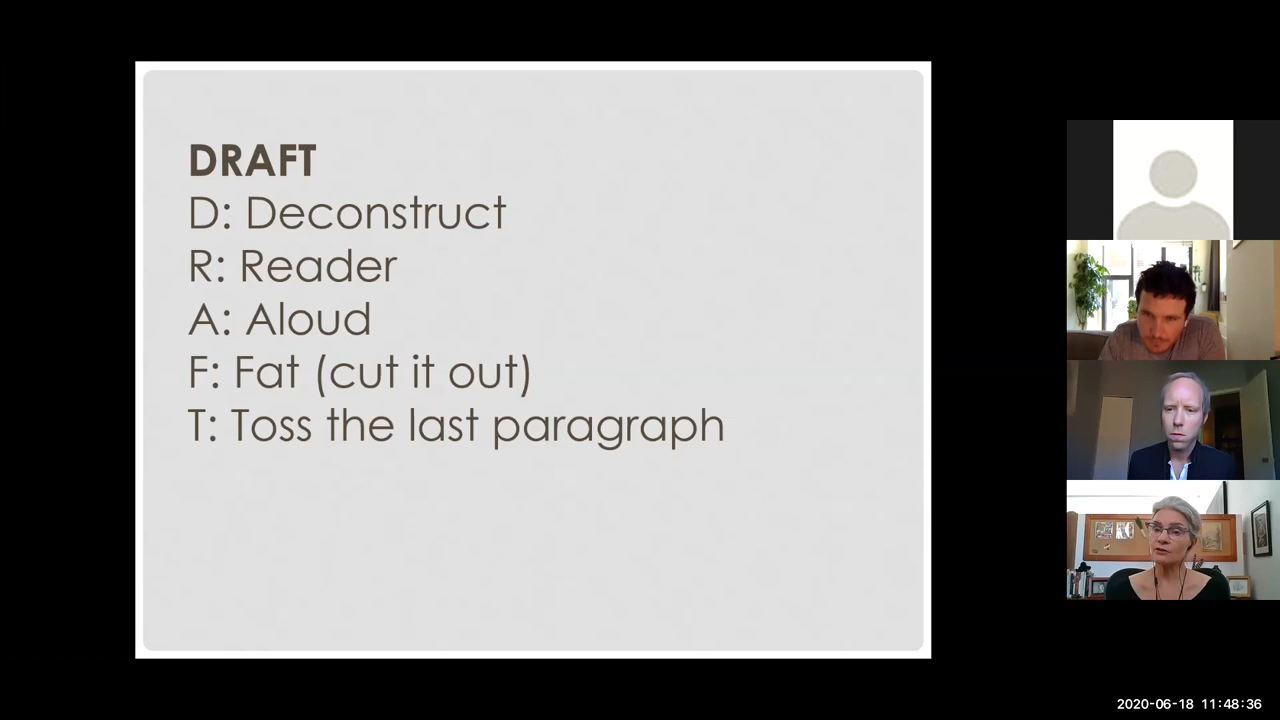 DRAFT
D: Deconstruct
R: Reader
A: Aloud
F: Fat (cut it out)
T: Toss the last paragraph
2020-06-18 11:48:36